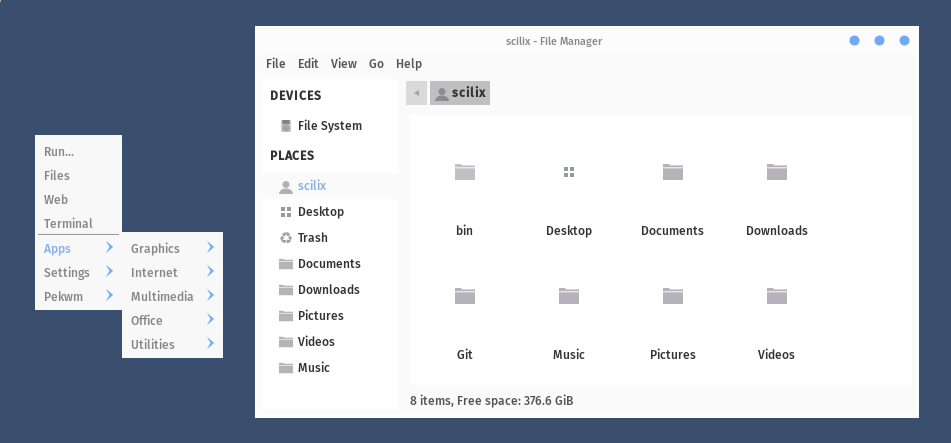 scilix - File Manager
File Edit View Go Help
DEVICES
File System
PLACES
scilix
Desktop
Trash
Documents
Downloads
Pictures
Videos
Music
scilix
bin Desktop Documents Downloads
Git Music Pictures Videos
8 items, Free space: 376.6 GiB
Run...
Files
Web
Terminal
Apps
Settings
Pekwm
Graphics
Internet
Multimedia
Office
Utilities